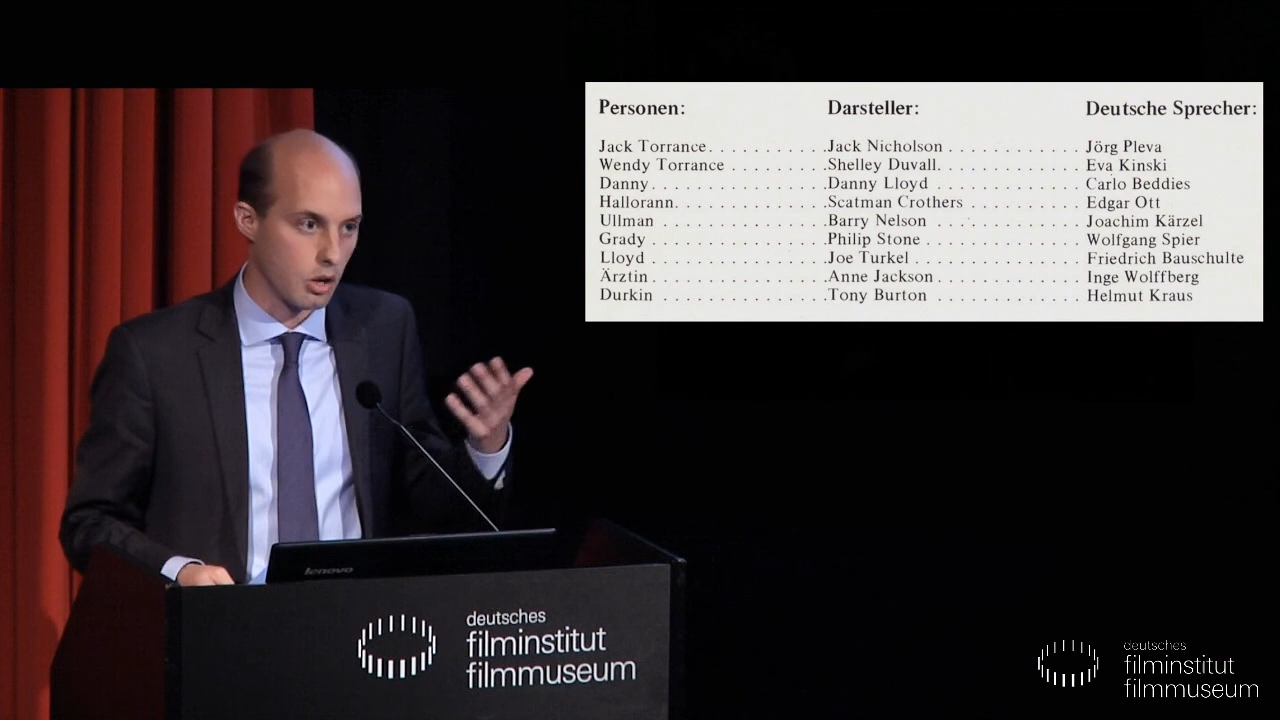 Personen: Darsteller: Deutsche Sprecher:
Jack Torrance. . . . . . . . . . .Jack Nicholson . . . . . . . . . . . . Jörg Pleva
Wendy Torrance . . . . . . . . .Shelley Duvall. . . . . . . . . . . . . Eva Kinski
Danny. . . . . . . . . . . . . . . . .Danny Lloyd . . . . . . . . . . . . . Carlo Beddies
Hallorann. . . . . . . . . . . . . . .Scatman Crothers . . . . . . . . . . Edgar Ott
Ullman . . . . . . . . . . . . . . . .Barry Nelson . . . . . . . . . . . . Joachim Kärzel
Grady . . . . . . . . . . . . . . . . .Philip Stone . . . . . . . . . . . . . . Wolfgang Spier
Lloyd . . . . . . . . . . . . . . . . .Joe Turkel . . . . . . . . . . . . . . . Friedrich Bauschulte
Ärztin . . . . . . . . . . . . . . . . .Anne Jackson . . . . . . . . . . . . . Inge Wolffberg
Durkin . . . . . . . . . . . . . . . .Tony Burton . . . . . . . . . . . . . Helmut Kraus
lenovo
deutsches
filminstitut
filmmuseum
deutsches
filminstitut
filmmuseum